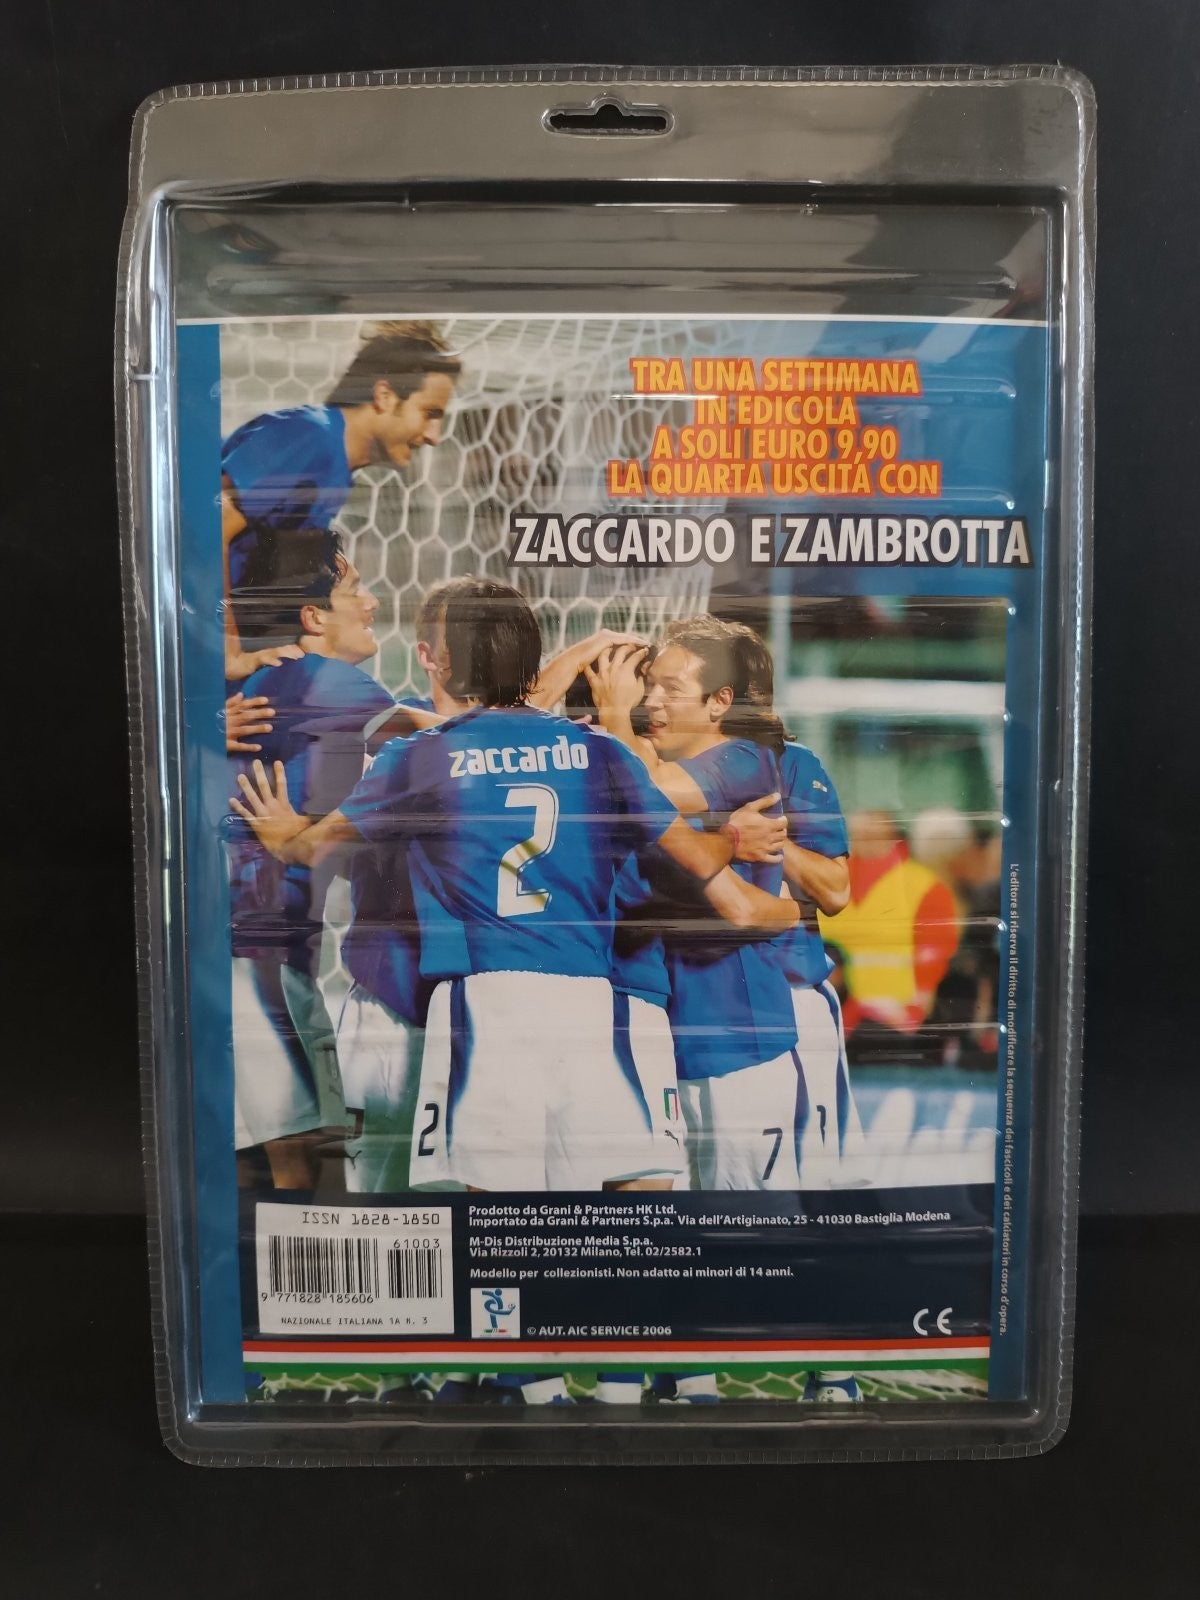 TRA UNA SETTIMANA
IN EDICOLA
A SOLI EURO 9,90
LA QUARTA USCITA CON
ZACCARDO E ZAMBROTTA
zaccardo
2
2
7
L'editore si riserva il diritto di modificare la sequenza dei fascicoli e dei calciatori in corso d'opera.
ISSN 1828-1850
61003
9 771828 185606
NAZIONALE ITALIANA 1A N. 3
Prodotto da Grani & Partners HK Ltd.
Importato da Grani & Partners S.p.a. Via dell'Artigianato, 25 - 41030 Bastiglia Modena
M-Dis Distribuzione Media S.p.a.
Via Rizzoli 2, 20132 Milano, Tel. 02/2582.1
Modello per collezionisti. Non adatto ai minori di 14 anni.
© AUT. AIC SERVICE 2006
CE